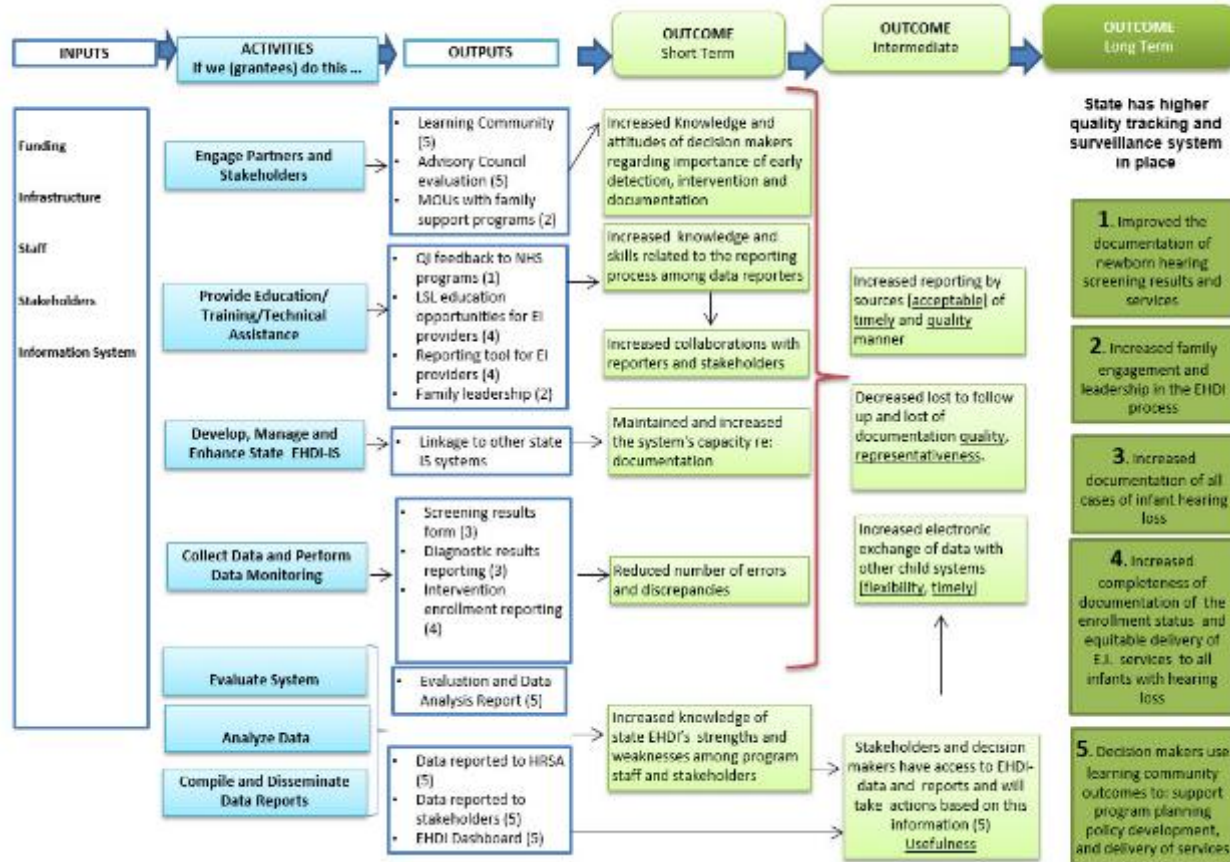 INPUTS
ACTIVITIES
If we (grantees) do this ...
OUTPUTS
OUTCOME
Short Term
OUTCOME
Intermediate
OUTCOME
Long Term
Funding
Infrastructure
Staff
Stakeholders
Information System
Engage Partners and
Stakeholders
Provide Education/
Training/Technical
Assistance
Develop, Manage and
Enhance State EHDI-IS
Collect Data and Perform
Data Monitoring
Evaluate System
Analyze Data
Compile and Disseminate
Data Reports
• Learning Community
(5)
• Advisory Council
evaluation (5)
• MOUs with family
support programs (2)
• QI feedback to NHS
programs (1)
• LSL education
opportunities for EI
providers (4)
• Reporting tool for EI
providers (4)
• Family leadership (2)
• Linkage to other state
IS systems
• Screening results
form (3)
• Diagnostic results
reporting (3)
• Intervention
enrollment reporting
(4)
• Evaluation and Data
Analysis Report (5)
• Data reported to HRSA
(5)
• Data reported to
stakeholders (5)
• EHDI Dashboard (5)
Increased Knowledge and
attitudes of decision makers
regarding importance of early
detection, intervention and
documentation
Increased knowledge and
skills related to the reporting
process among data reporters
Increased collaborations with
reporters and stakeholders
Maintained and increased
the system's capacity re:
documentation
Reduced number of errors
and discrepancies
Increased knowledge of
state EHDI's strengths and
weaknesses among program
staff and stakeholders
Increased reporting by
sources [acceptable] of
timely and quality
manner
Decreased lost to follow
up and lost of
documentation quality,
representativeness.
Increased electronic
exchange of data with
other child systems
[flexibility, timely]
Stakeholders and decision
makers have access to EHDI-
data and reports and will
take actions based on this
information (5)
Usefulness
State has higher
quality tracking and
surveillance system
in place
1. Improved the
documentation of
newborn hearing
screening results and
services
2. Increased family
engagement and
leadership in the EHDI
process
3. Increased
documentation of all
cases of infant hearing
loss
4. Increased
completeness of
documentation of the
enrollment status and
equitable delivery of
E.I. services to all
infants with hearing
loss
5. Decision makers use
learning community
outcomes to: support
program planning
policy development,
and delivery of services